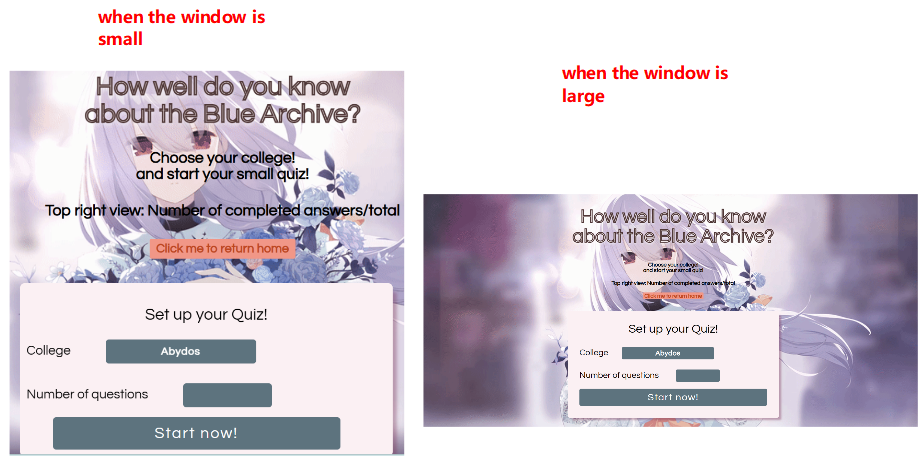 when the window is
small
How well do you know
about the Blue Archive?
Choose your college!
and start your small quiz!
Top right view: Number of completed answers/total
Click me to return home
Set up your Quiz!
College
Abydos
Number of questions
Start now!
when the window is
large
How well do you know
about the Blue Archive?
Choose your college!
and start your small quiz!
Top right view: Number of completed answers/total
Click me to return home
Set up your Quiz!
College
Abydos
Number of questions
Start now!